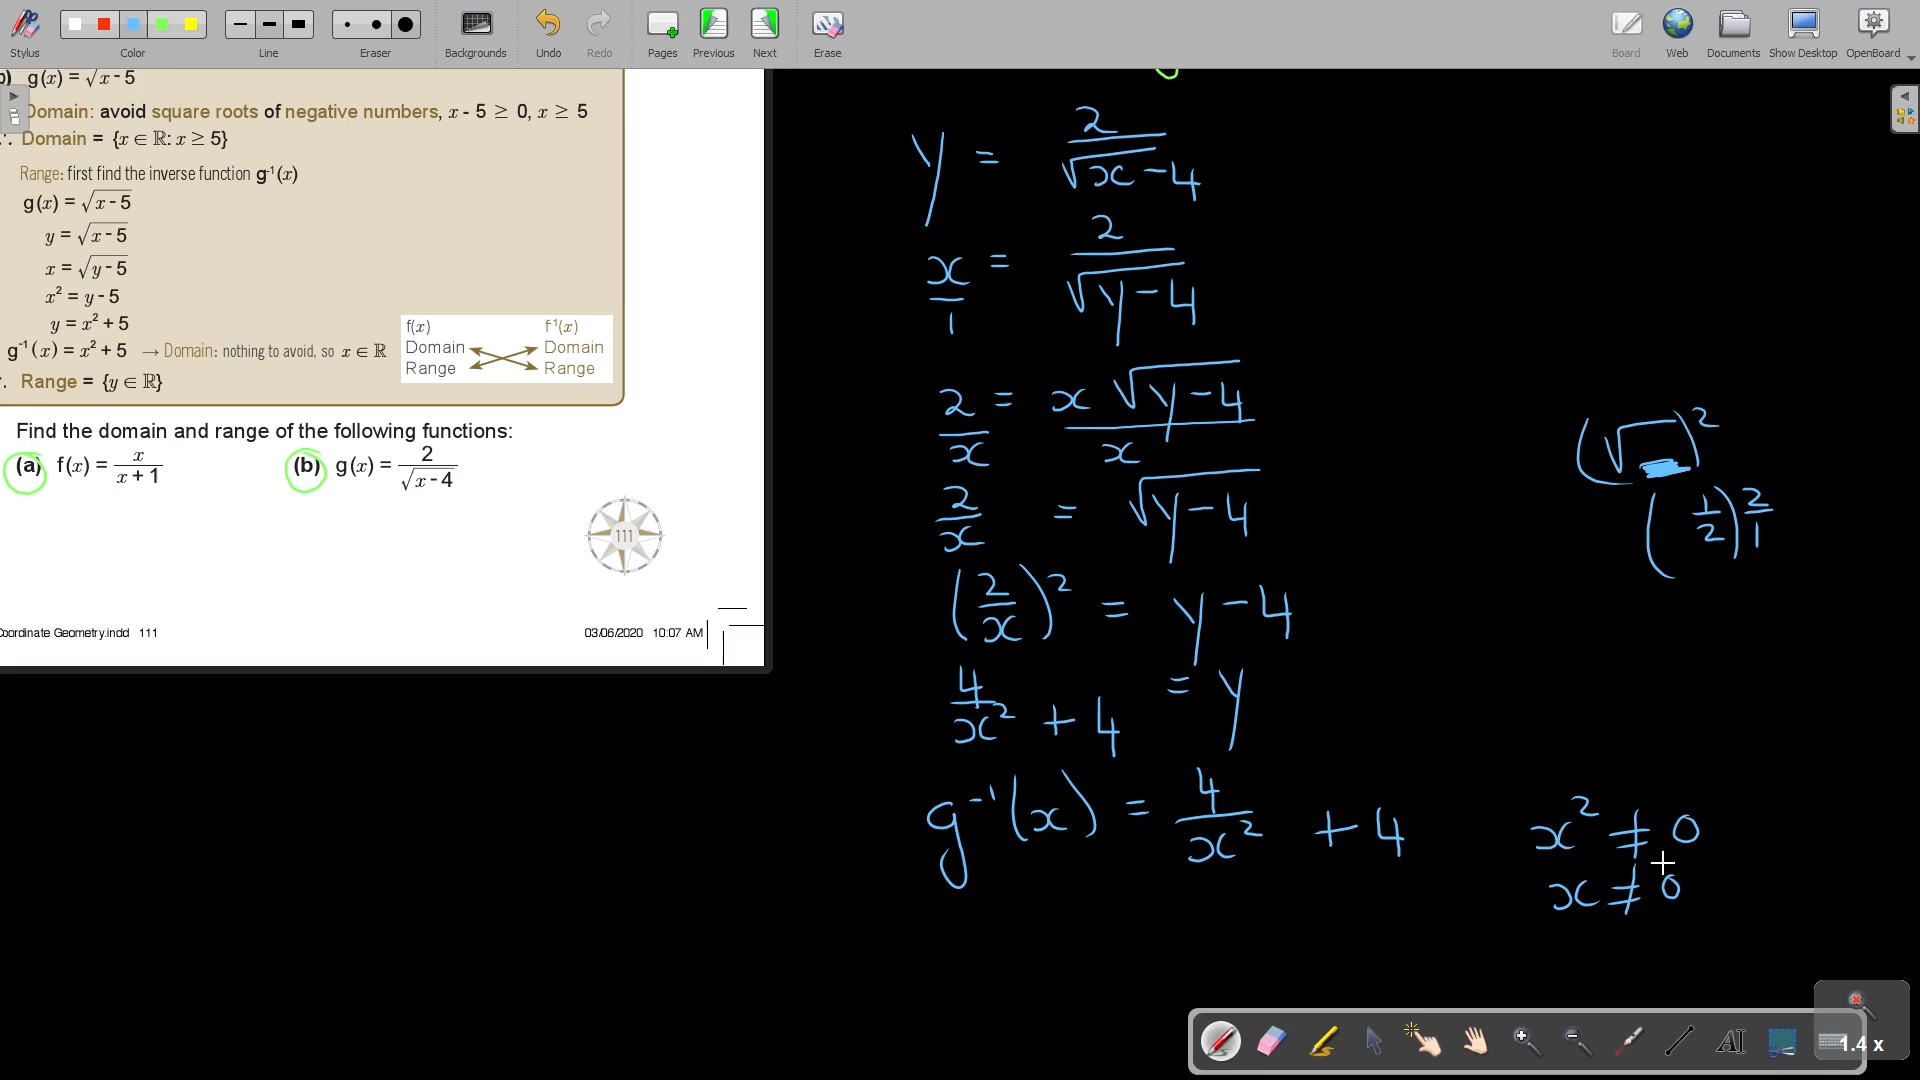 Stylus
Color
Line
Eraser
Backgrounds
Undo
Redo
Pages
Previous
Next
Erase
Board
Web
Documents
Show Desktop
OpenBoard
b) g(x) = √x - 5
Domain: avoid square roots of negative numbers, x - 5 ≥ 0, x ≥ 5
∴ Domain = {x ∈ ℝ: x ≥ 5}
Range: first find the inverse function g⁻¹(x)
g(x) = √(x - 5)
y = √(x - 5)
x = √(y - 5)
x² = y - 5
y = x² + 5
g⁻¹(x) = x² + 5 → Domain: nothing to avoid, so x ∈ ℝ
∴ Range = {y ∈ ℝ}
f(x) f⁻¹(x)
Domain Domain
Range Range
Find the domain and range of the following functions:
(a) f(x) = x/(x + 1) (b) g(x) = 2/√(x - 4)
111
Coordinate Geometry.indd 111 03/06/2020 10:07 AM
y = 2/(√x - 4)
x/1 = 2/√(y - 4)
2/x = x√(y - 4)/x
2/x = √(y - 4)
(2/x)² = y - 4
4/x² + 4 = y
g⁻¹(x) = 4/x² + 4
(√ )²
(1/2)2/1
x² ≠ 0
x ≠ 0
AI
1.4 x